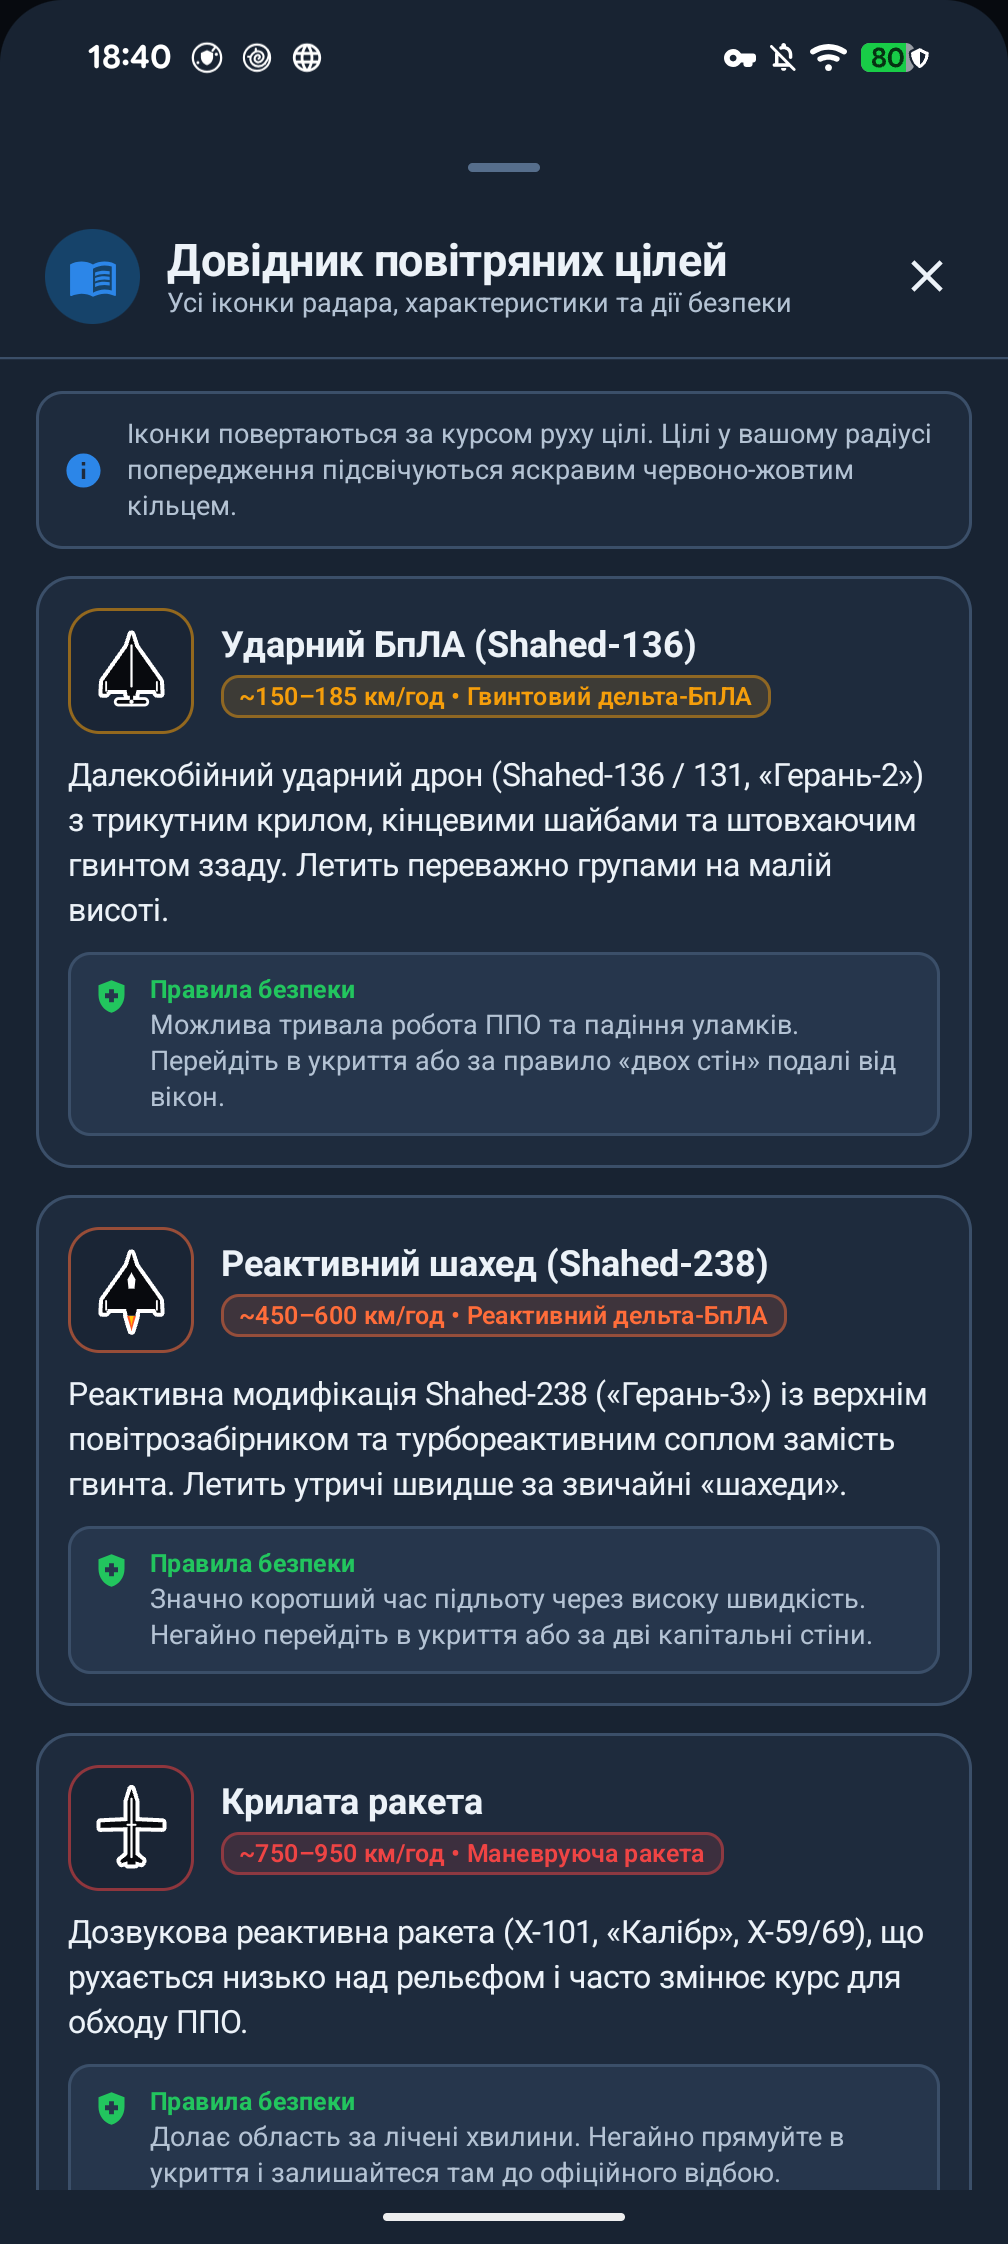 18:40
80
Довідник повітряних цілей
Усі іконки радара, характеристики та дії безпеки
Іконки повертаються за курсом руху цілі. Цілі у вашому радіусі
попередження підсвічуються яскравим червоно-жовтим
кільцем.
Ударний БпЛА (Shahed-136)
~150–185 км/год • Гвинтовий дельта-БпЛА
Далекобійний ударний дрон (Shahed-136 / 131, «Герань-2»)
з трикутним крилом, кінцевими шайбами та штовхаючим
гвинтом ззаду. Летить переважно групами на малій
висоті.
Правила безпеки
Можлива тривала робота ППО та падіння уламків.
Перейдіть в укриття або за правило «двох стін» подалі від
вікон.
Реактивний шахед (Shahed-238)
~450–600 км/год • Реактивний дельта-БпЛА
Реактивна модифікація Shahed-238 («Герань-3») із верхнім
повітрозабірником та турбореактивним соплом замість
гвинта. Летить утричі швидше за звичайні «шахеди».
Правила безпеки
Значно коротший час підльоту через високу швидкість.
Негайно перейдіть в укриття або за дві капітальні стіни.
Крилата ракета
~750–950 км/год • Маневруюча ракета
Дозвукова реактивна ракета (Х-101, «Калібр», Х-59/69), що
рухається низько над рельєфом і часто змінює курс для
обходу ППО.
Правила безпеки
Долає область за лічені хвилини. Негайно прямуйте в
укриття і залишайтеся там до офіційного відбою.